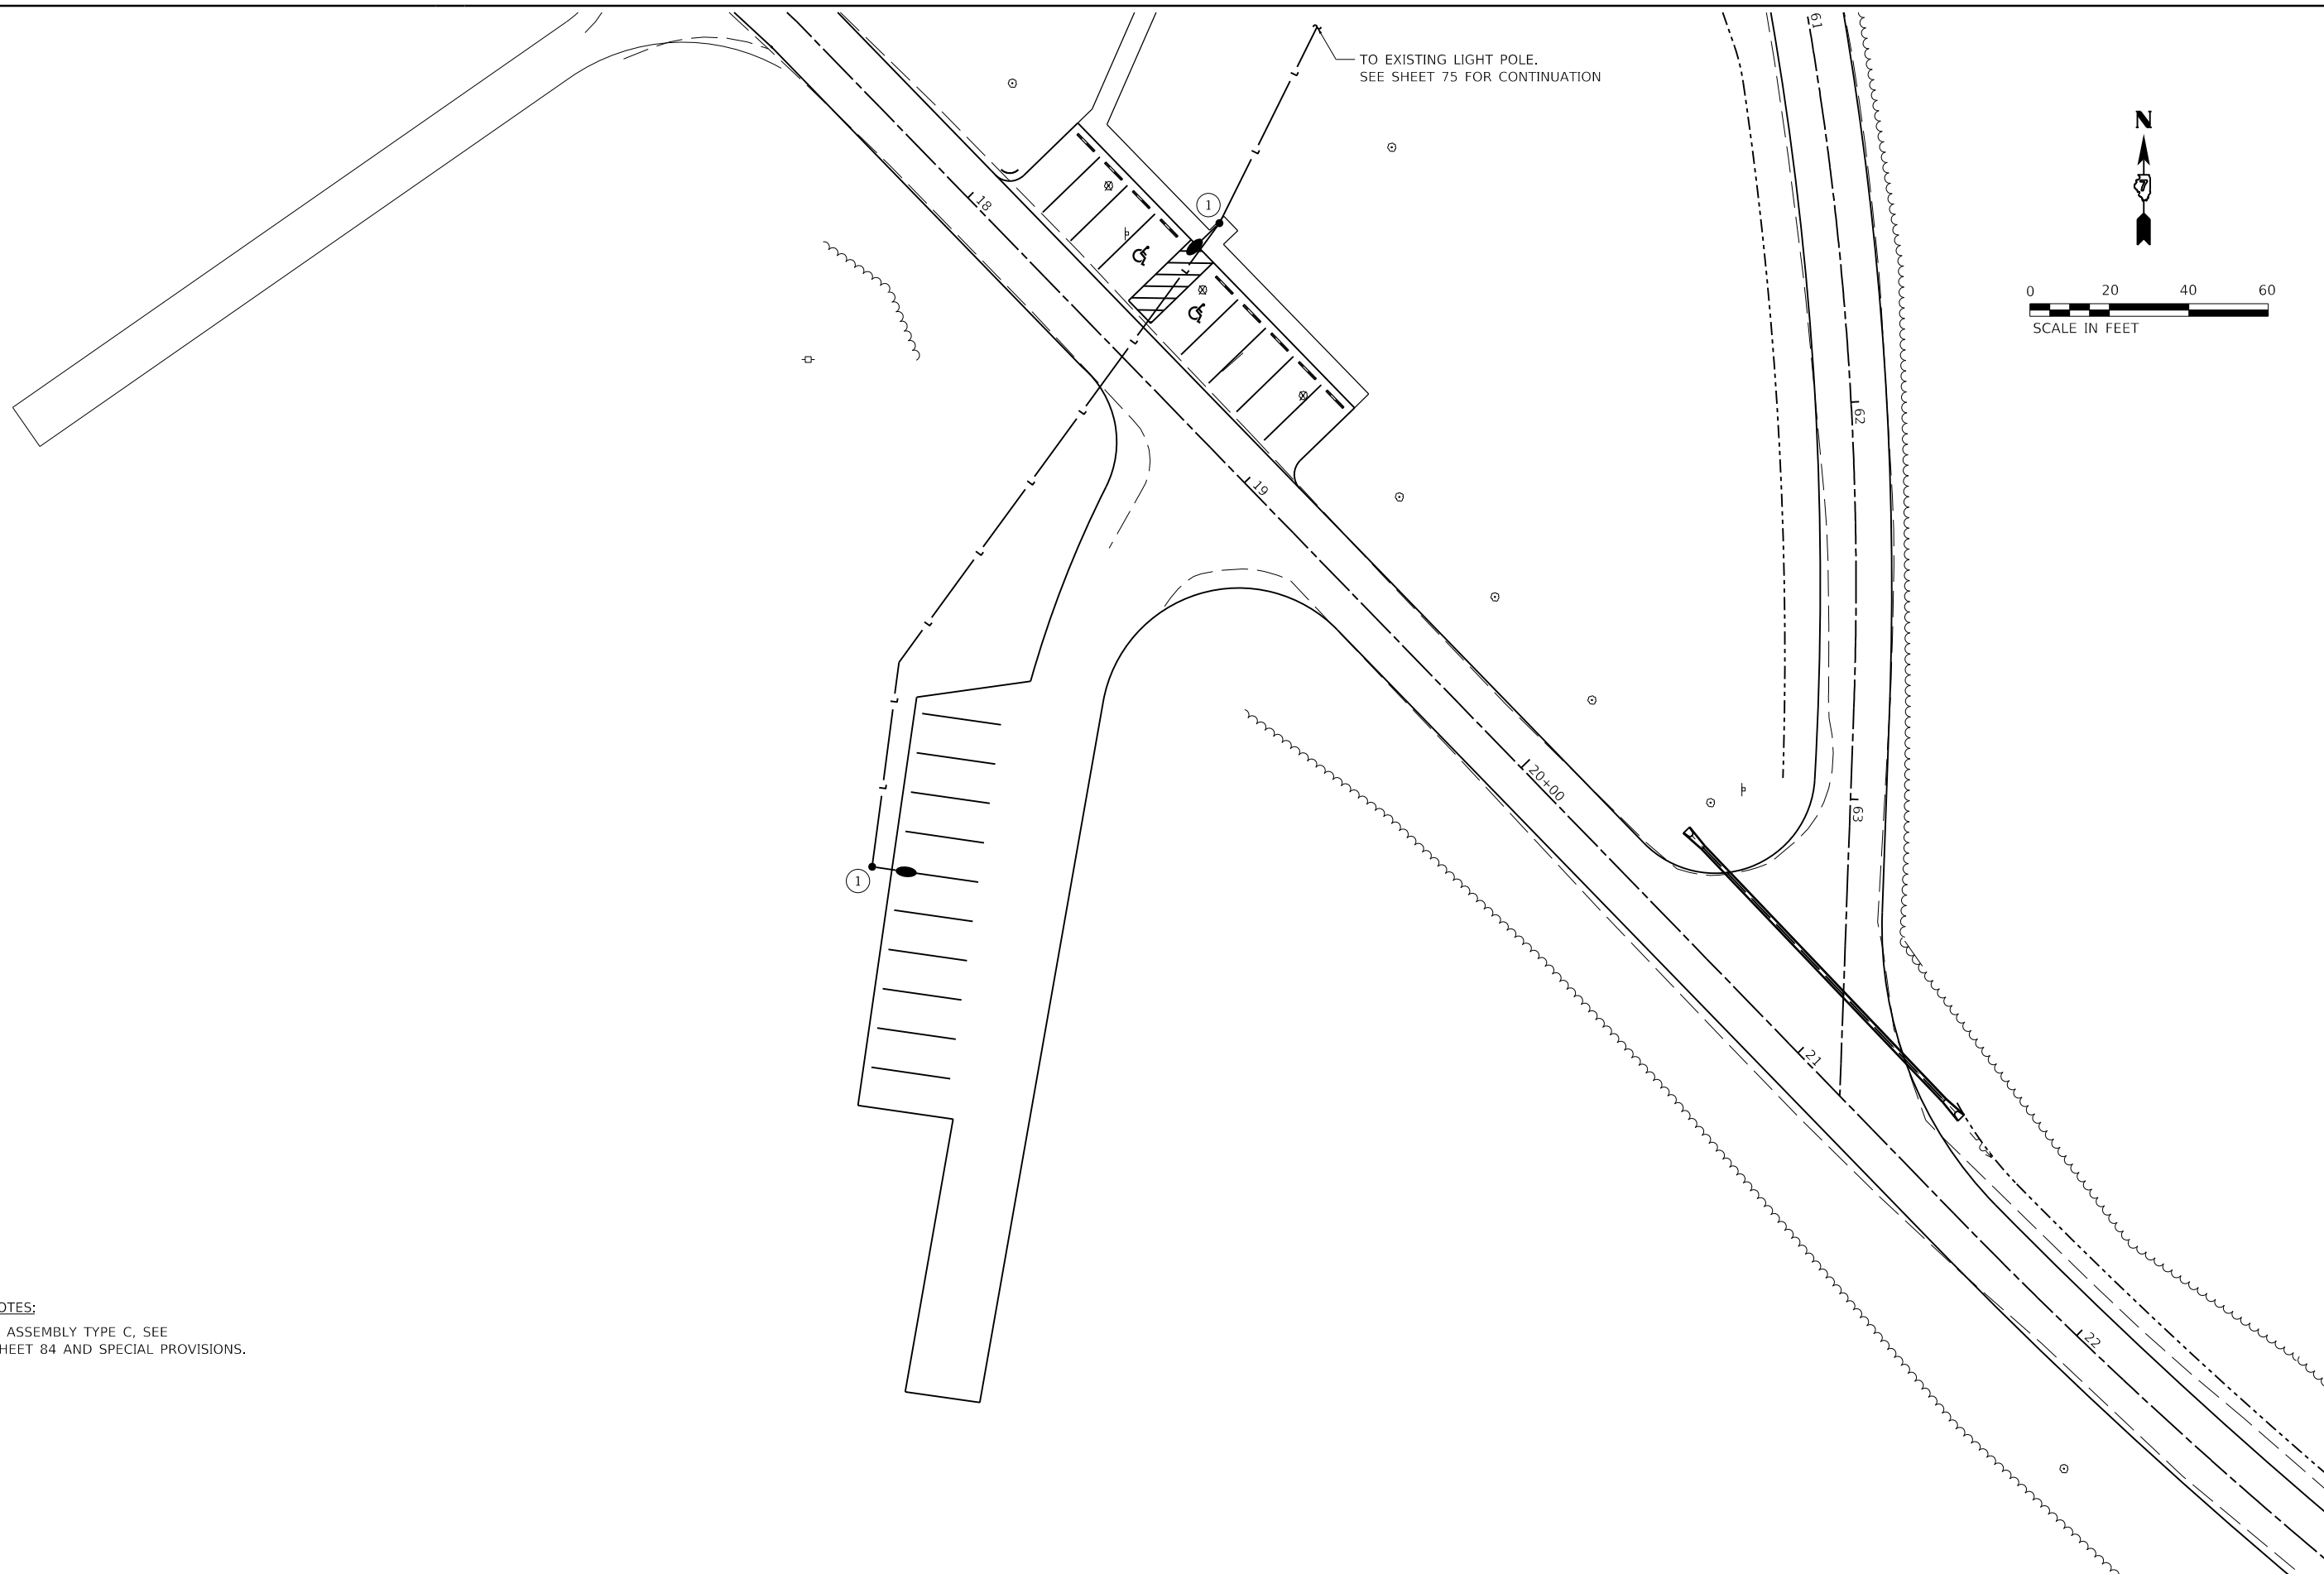 TO EXISTING LIGHT POLE.
SEE SHEET 75 FOR CONTINUATION
N
7
0 20 40 60
SCALE IN FEET
61
62
63
18
19
20+00
21
22
1
1
L
L
L
L
L
L
L
L
L
L
OTES:
ASSEMBLY TYPE C, SEE
HEET 84 AND SPECIAL PROVISIONS.